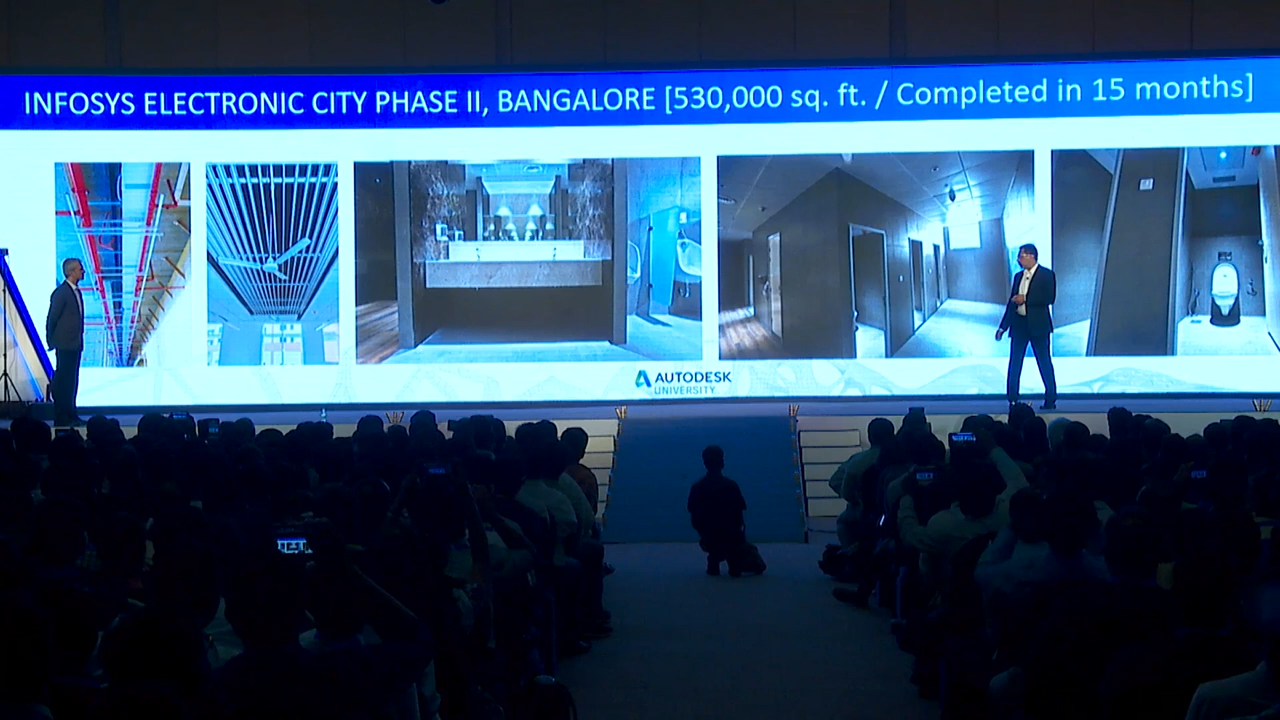 INFOSYS ELECTRONIC CITY PHASE II, BANGALORE [530,000 sq. ft. / Completed in 15 months]
AUTODESK
UNIVERSITY